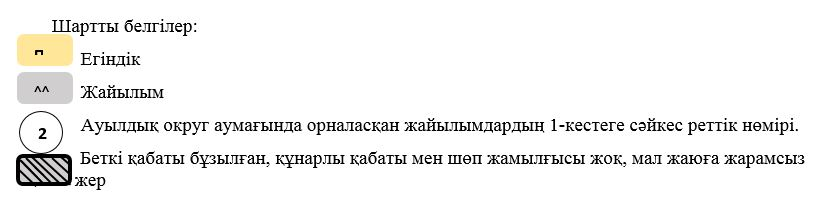 Шартты белгілер:
п Егіндік
^^ Жайылым
2 Ауылдық округ аумағында орналасқан жайылымдардың 1-кестеге сәйкес реттік нөмірі.
Беткі қабаты бұзылған, құнарлы қабаты мен шөп жамылғысы жоқ, мал жаюға жарамсыз
жер